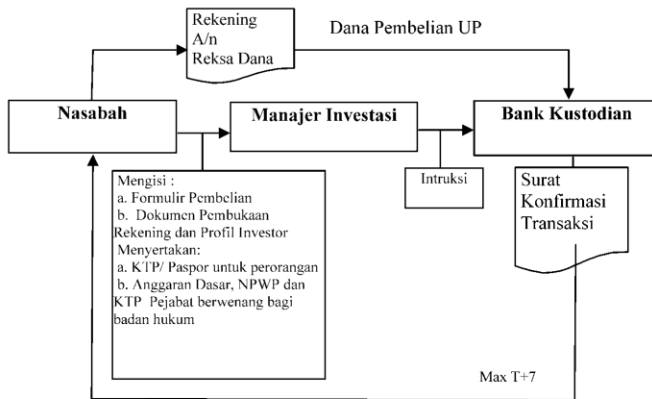 Rekening
A/n
Reksa Dana
Dana Pembelian UP
Nasabah
Manajer Investasi
Bank Kustodian
Mengisi :
a. Formulir Pembelian
b. Dokumen Pembukaan
Rekening dan Profil Investor
Menyertakan:
a. KTP/ Paspor untuk perorangan
b. Anggaran Dasar, NPWP dan
KTP Pejabat berwenang bagi
badan hukum
Intruksi
Surat
Konfirmasi
Transaksi
Max T+7